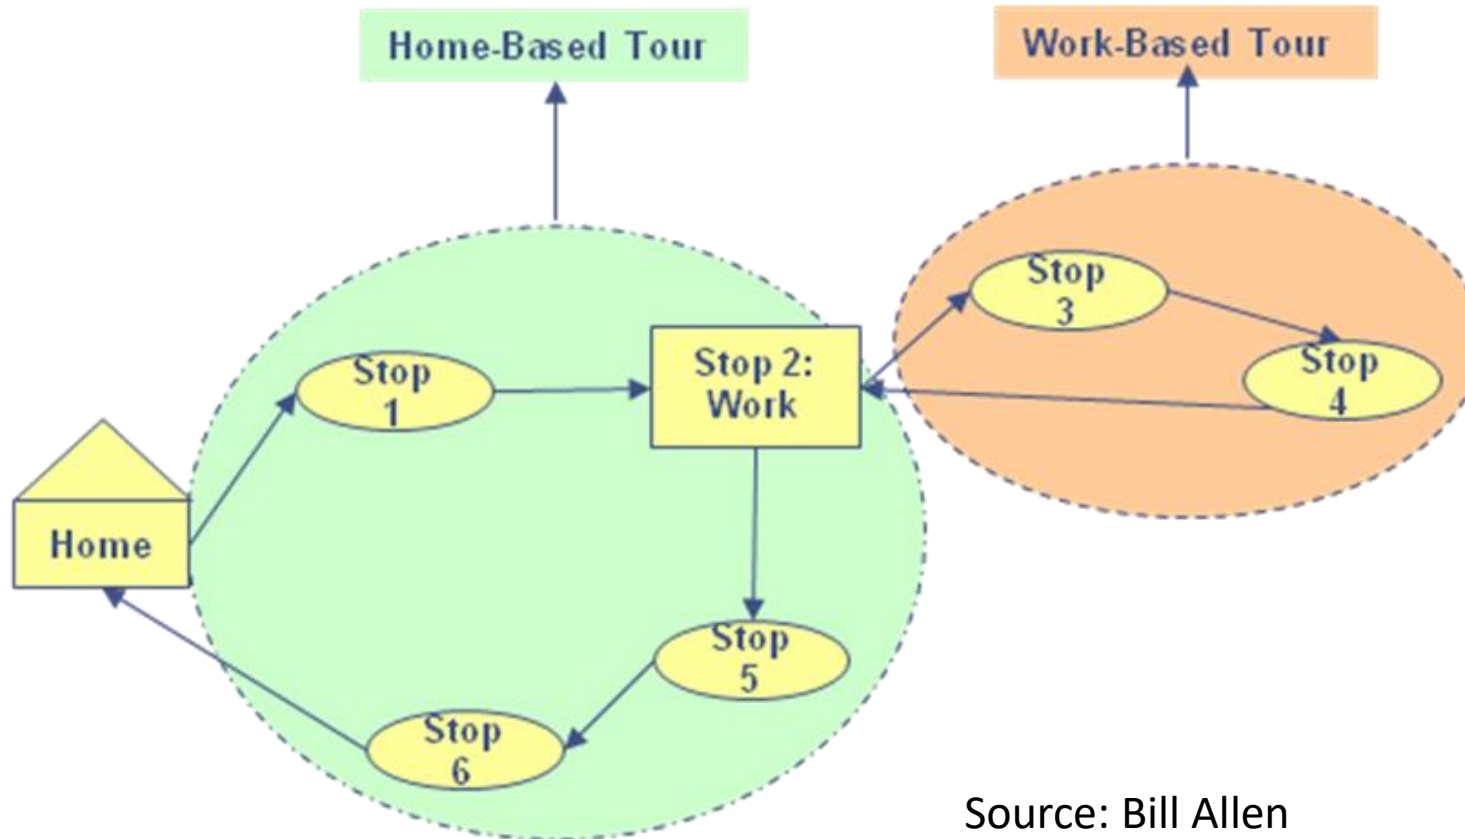 Home-Based Tour
Work-Based Tour
Stop
3
Stop
1
Stop 2:
Work
Stop
4
Home
Stop
5
Stop
6
Source: Bill Allen